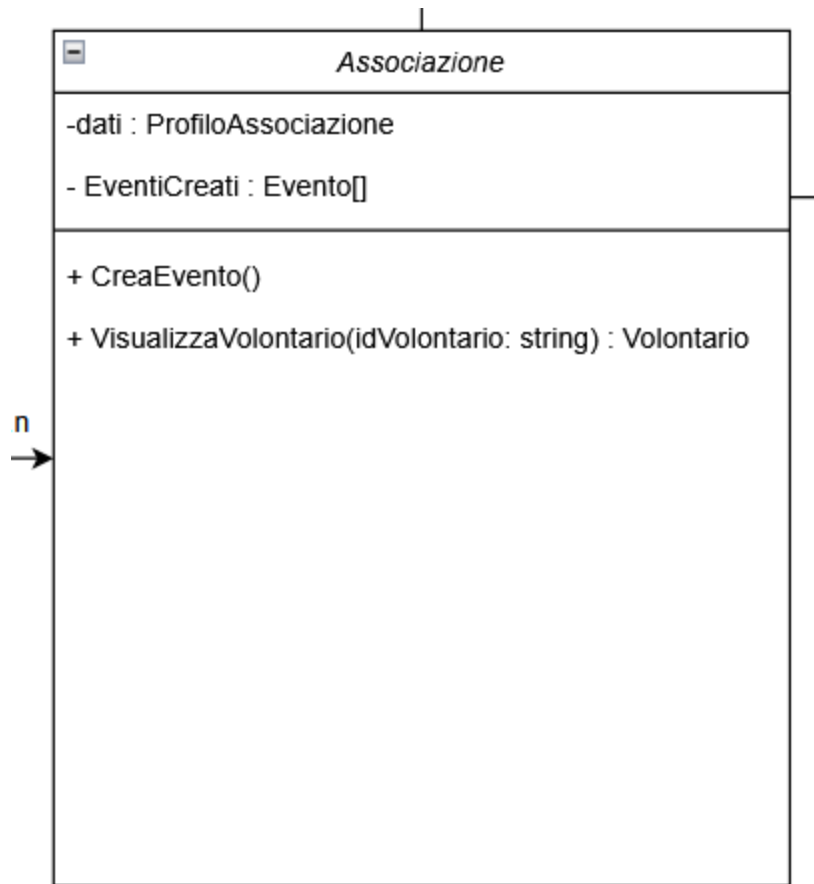 Associazione
-dati : ProfiloAssociazione
- EventiCreati : Evento[]
+ CreaEvento()
+ VisualizzaVolontario(idVolontario: string) : Volontario
n